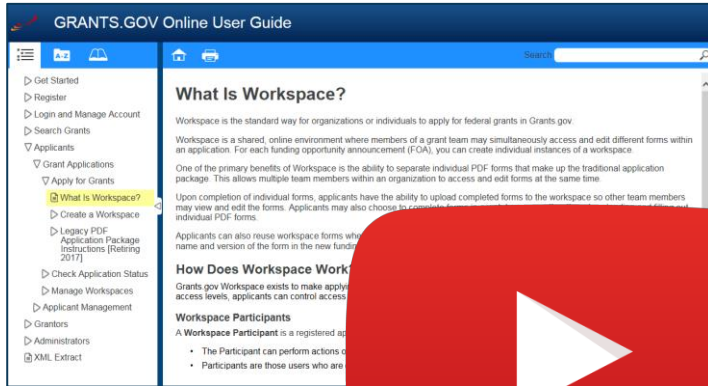 GRANTS.GOV Online User Guide
A-Z
Search
Get Started
Register
Login and Manage Account
Search Grants
Applicants
Grant Applications
Apply for Grants
What Is Workspace?
Create a Workspace
Legacy PDF
Application Package
Instructions [Retiring
2017]
Check Application Status
Manage Workspaces
Applicant Management
Grantors
Administrators
XML Extract
What Is Workspace?
Workspace is the standard way for organizations or individuals to apply for federal grants in Grants.gov.
Workspace is a shared, online environment where members of a grant team may simultaneously access and edit different forms within
an application. For each funding opportunity announcement (FOA), you can create individual instances of a workspace.
One of the primary benefits of Workspace is the ability to separate individual PDF forms that make up the traditional application
package. This allows multiple team members within an organization to access and edit forms at the same time.
Upon completion of individual forms, applicants have the ability to upload completed forms to the workspace so other team members
may view and edit the forms. Applicants may also choose to complete forms
individual PDF forms.
Applicants can also reuse workspace forms
name and version of the form in the new
How Does Workspace Work?
Grants.gov Workspace exists to make
access levels, applicants can control access
Workspace Participants
A Workspace Participant is a registered
• The Participant can perform actions
• Participants are those users who are